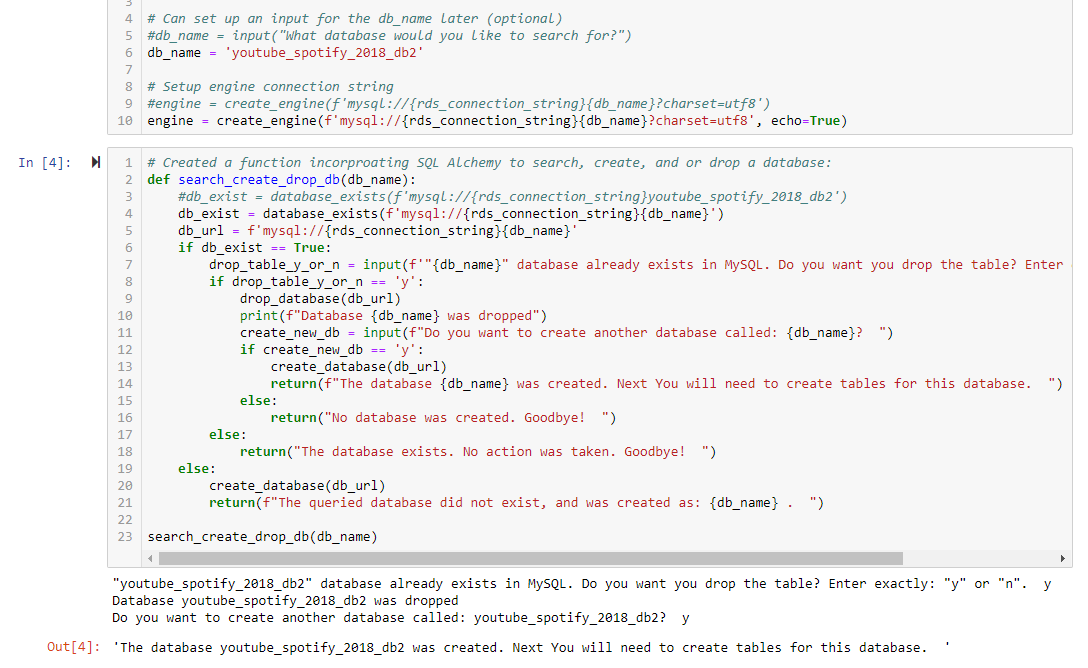 3
4 # Can set up an input for the db_name later (optional)
5 #db_name = input("What database would you like to search for?")
6 db_name = 'youtube_spotify_2018_db2'
7
8 # Setup engine connection string
9 #engine = create_engine(f'mysql://{rds_connection_string}{db_name}?charset=utf8')
10 engine = create_engine(f'mysql://{rds_connection_string}{db_name}?charset=utf8', echo=True)
In [4]:
1 # Created a function incorproating SQL Alchemy to search, create, and or drop a database:
2 def search_create_drop_db(db_name):
3     #db_exist = database_exists(f'mysql://{rds_connection_string}youtube_spotify_2018_db2')
4     db_exist = database_exists(f'mysql://{rds_connection_string}{db_name}')
5     db_url = f'mysql://{rds_connection_string}{db_name}'
6     if db_exist == True:
7         drop_table_y_or_n = input(f'"{db_name}" database already exists in MySQL. Do you want you drop the table? Enter
8         if drop_table_y_or_n == 'y':
9             drop_database(db_url)
10             print(f"Database {db_name} was dropped")
11             create_new_db = input(f"Do you want to create another database called: {db_name}?  ")
12             if create_new_db == 'y':
13                 create_database(db_url)
14                 return(f"The database {db_name} was created. Next You will need to create tables for this database.  ")
15             else:
16                 return("No database was created. Goodbye!  ")
17         else:
18             return("The database exists. No action was taken. Goodbye!  ")
19     else:
20         create_database(db_url)
21         return(f"The queried database did not exist, and was created as: {db_name} .  ")
22
23 search_create_drop_db(db_name)
"youtube_spotify_2018_db2" database already exists in MySQL. Do you want you drop the table? Enter exactly: "y" or "n".  y
Database youtube_spotify_2018_db2 was dropped
Do you want to create another database called: youtube_spotify_2018_db2?  y
Out[4]: 'The database youtube_spotify_2018_db2 was created. Next You will need to create tables for this database.  '